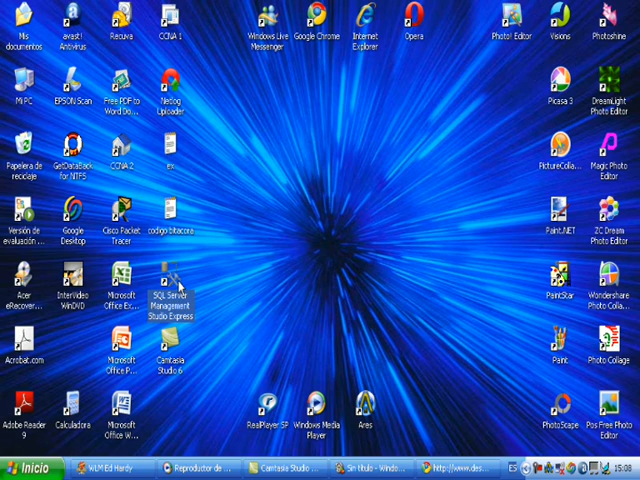 Mis
documentos
avast!
Antivirus
Recuva
CCNA 1
Windows Live
Messenger
Google Chrome
Internet
Explorer
Opera
Photo! Editor
Visions
Photoshine
Mi PC
EPSON Scan
Free PDF to
Word Do...
Netlog
Uploader
Picasa 3
DreamLight
Photo Editor
Papelera de
reciclaje
GetDataBack
for NTFS
CCNA 2
ex
PictureColla...
Magic Photo
Editor
Versión de
evaluación ...
Google
Desktop
Cisco Packet
Tracer
codigo bitacora
Paint.NET
ZC Dream
Photo Editor
Acer
eRecover...
InterVideo
WinDVD
Microsoft
Office Ex...
SQL Server
Management
Studio Express
PaintStar
Wondershare
Photo Colla...
Acrobat.com
Microsoft
Office P...
Camtasia
Studio 6
Paint
Photo Collage
Adobe Reader
9
Calculadora
Microsoft
Office W...
RealPlayer SP
Windows Media
Player
Ares
PhotoScape
Pos Free Photo
Editor
Inicio
WLM Ed Hardy
Reproductor de ...
Camtasia Studio ...
Sin título - Windo...
http://www.des...
ES
15:08